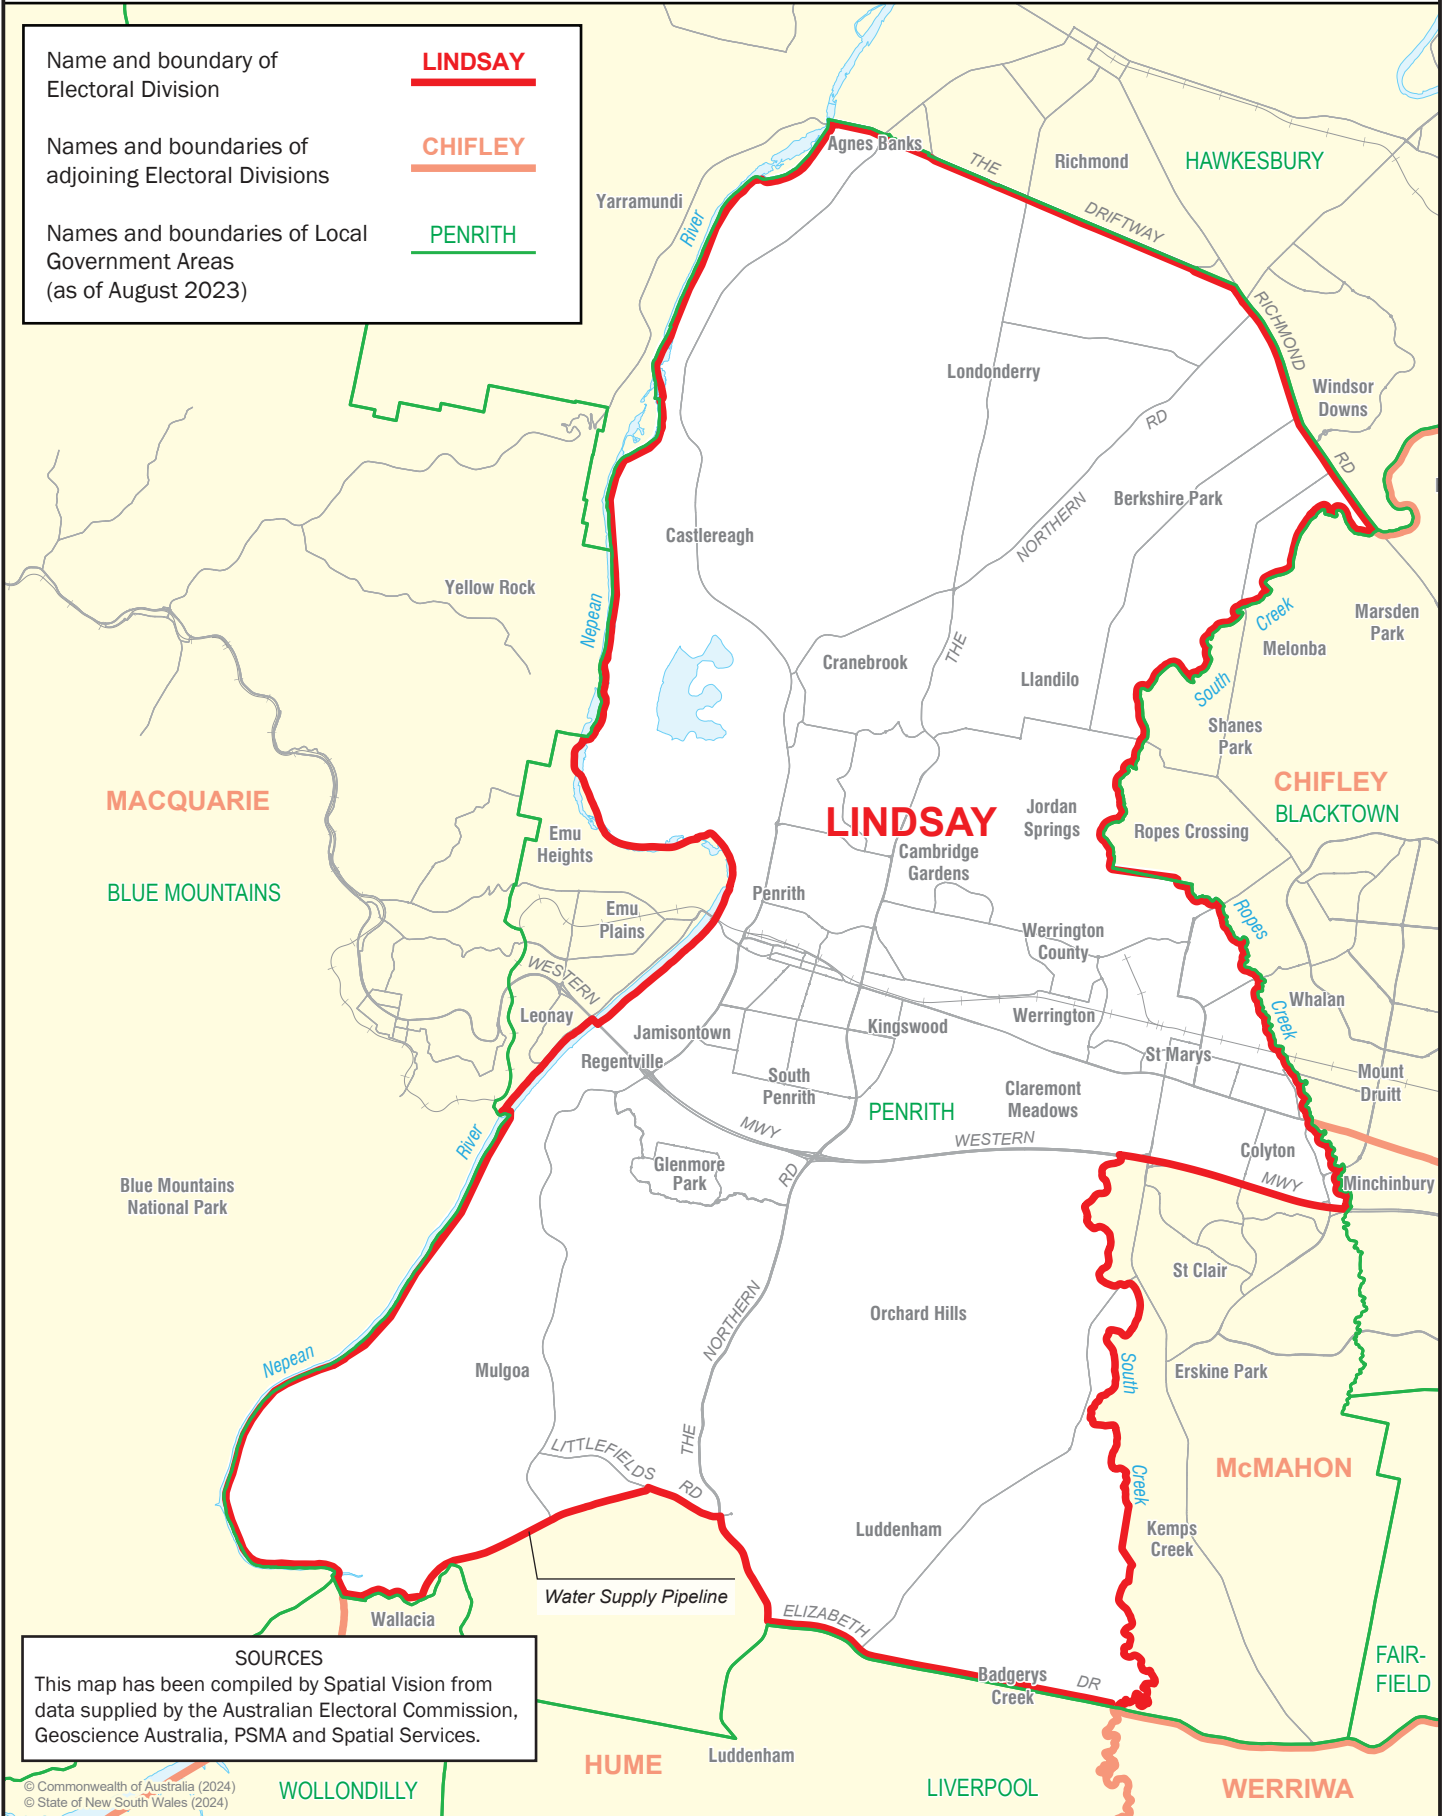 Name and boundary of
Electoral Division
LINDSAY
Names and boundaries of
adjoining Electoral Divisions
CHIFLEY
Names and boundaries of Local
Government Areas
(as of August 2023)
PENRITH
Agnes Banks
THE
DRIFTWAY
Richmond
HAWKESBURY
Yarramundi
River
RICHMOND
RD
Windsor
Downs
Londonderry
RD
NORTHERN
THE
Berkshire Park
Castlereagh
Yellow Rock
Nepean
Creek
South
Marsden
Park
Melonba
Cranebrook
Llandilo
Shanes
Park
MACQUARIE
BLUE MOUNTAINS
CHIFLEY
BLACKTOWN
LINDSAY
Jordan
Springs
Ropes Crossing
Emu
Heights
Cambridge
Gardens
Penrith
Emu
Plains
Werrington
County
Ropes
Creek
WESTERN
Leonay
Whalan
Jamisontown
Kingswood
Werrington
Regentville
St Marys
South
Penrith
Claremont
Meadows
Mount
Druitt
PENRITH
MWY
WESTERN
River
Colyton
MWY
Glenmore
Park
RD
Minchinbury
Blue Mountains
National Park
St Clair
NORTHERN
Orchard Hills
Nepean
Mulgoa
South
Erskine Park
THE
LITTLEFIELDS
RD
Creek
McMAHON
Luddenham
Kemps
Creek
Water Supply Pipeline
Wallacia
ELIZABETH
DR
Badgerys
Creek
FAIR-
FIELD
SOURCES
This map has been compiled by Spatial Vision from
data supplied by the Australian Electoral Commission,
Geoscience Australia, PSMA and Spatial Services.
HUME
Luddenham
© Commonwealth of Australia (2024)
© State of New South Wales (2024)
WOLLONDILLY
LIVERPOOL
WERRIWA